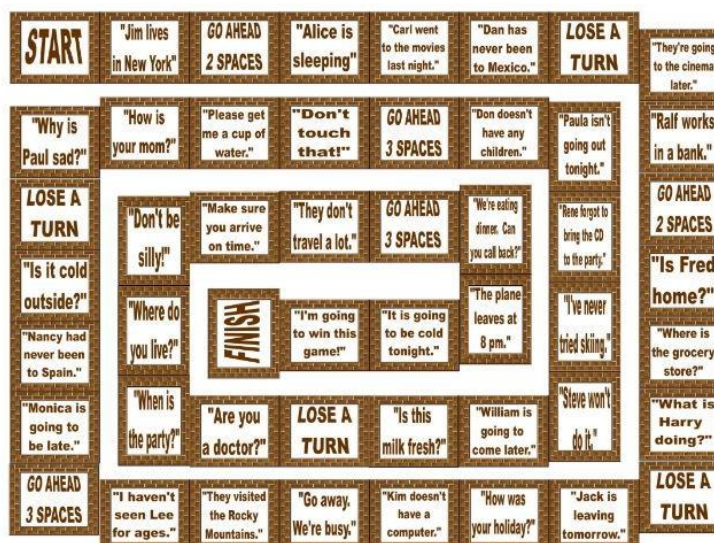 START
"Jim lives
in New York"
GO AHEAD
2 SPACES
"Alice is
sleeping"
"Carl went
to the movies
last night."
"Dan has
never been
to Mexico."
LOSE A
TURN
"They're going
to the cinema
later."
"Ralf works
in a bank."
GO AHEAD
2 SPACES
"Is Fred
home?"
"Where is
the grocery
store?"
"What is
Harry
doing?"
LOSE A
TURN
"Jack is
leaving
tomorrow."
"How was
your holiday?"
"Kim doesn't
have a
computer."
"Go away.
We're busy."
"They visited
the Rocky
Mountains."
"I haven't
seen Lee
for ages."
GO AHEAD
3 SPACES
"Monica is
going to
be late."
"Nancy had
never been
to Spain."
"Is it cold
outside?"
LOSE A
TURN
"Why is
Paul sad?"
"How is
your mom?"
"Please get
me a cup of
water."
"Don't
touch
that!"
GO AHEAD
3 SPACES
"Don doesn't
have any
children."
"Paula isn't
going out
tonight."
"Rene forgot to
bring the CD
to the party."
"I've never
tried skiing."
"Steve won't
do it."
"William is
going to
come later."
"Is this
milk fresh?"
LOSE A
TURN
"Are you
a doctor?"
"When is
the party?"
"Where do
you live?"
"Don't be
silly!"
"Make sure
you arrive
on time."
"They don't
travel a lot."
GO AHEAD
3 SPACES
"We're eating
dinner. Can
you call back?"
"The plane
leaves at
8 pm."
"It is going
to be cold
tonight."
"I'm going
to win this
game!"
FINISH